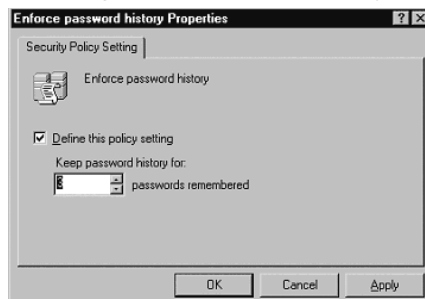 Enforce password history Properties
Security Policy Setting
Enforce password history
Define this policy setting
Keep password history for:
passwords remembered
OK
Cancel
Apply